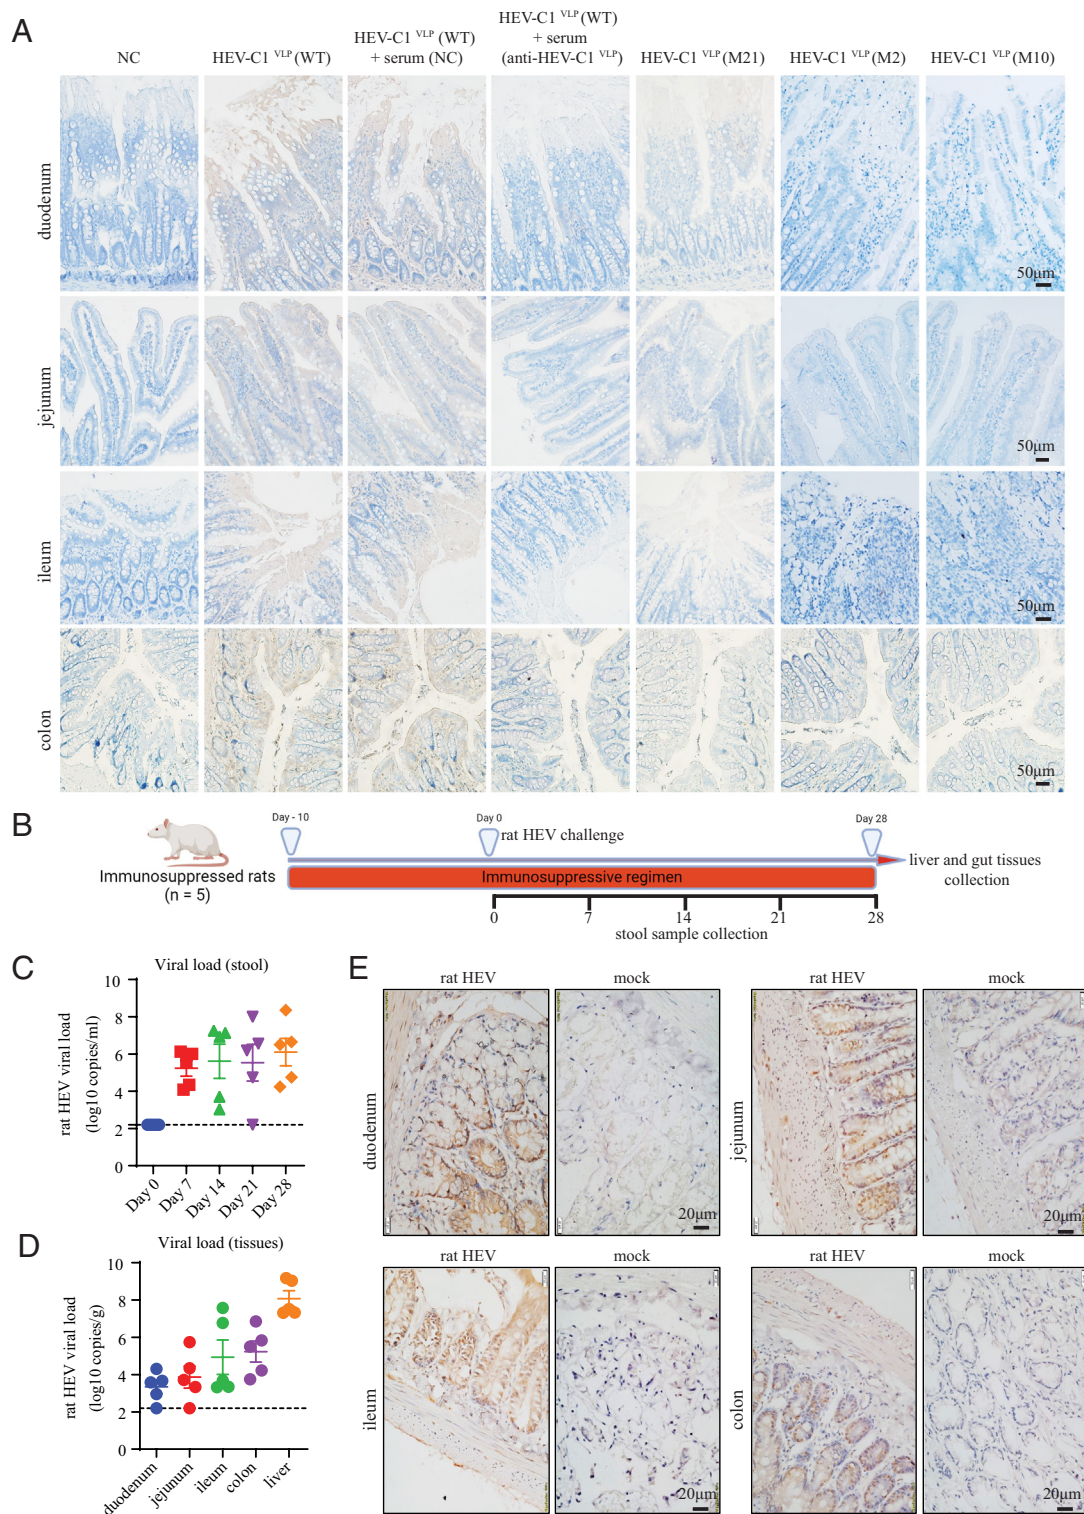 A
NC
HEV-C1 VLP (WT)
HEV-C1 VLP (WT)
+ serum (NC)
HEV-C1 VLP (WT)
+ serum
(anti-HEV-C1 VLP)
HEV-C1 VLP (M21)
HEV-C1 VLP (M2)
HEV-C1 VLP (M10)
duodenum
50μm
jejunum
50μm
ileum
50μm
colon
50μm
B
Day - 10
Day 0
Day 28
rat HEV challenge
Immunosuppressed rats
(n = 5)
Immunosuppressive regimen
liver and gut tissues
collection
0 7 14 21 28
stool sample collection
C
Viral load (stool)
rat HEV viral load
(log10 copies/ml)
10
8
6
4
2
0
Day 0
Day 7
Day 14
Day 21
Day 28
D
Viral load (tissues)
rat HEV viral load
(log10 copies/g)
10
8
6
4
2
0
duodenum
jejunum
ileum
colon
liver
E
rat HEV
mock
duodenum
20μm
rat HEV
mock
jejunum
20μm
rat HEV
mock
ileum
20μm
rat HEV
mock
colon
20μm